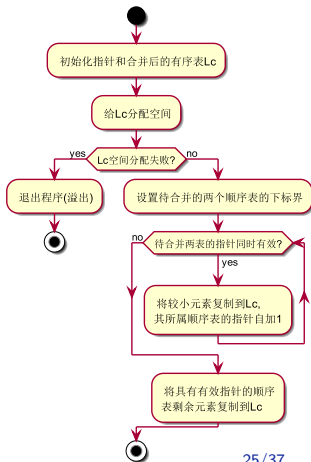 初始化指针和合并后的有序表Lc
给Lc分配空间
yes
Lc空间分配失败?
no
退出程序(溢出)
设置待合并的两个顺序表的下标界
no
待合并两表的指针同时有效?
yes
将较小元素复制到Lc,
其所属顺序表的指针自加1
将具有有效指针的顺序
表剩余元素复制到Lc
25/37